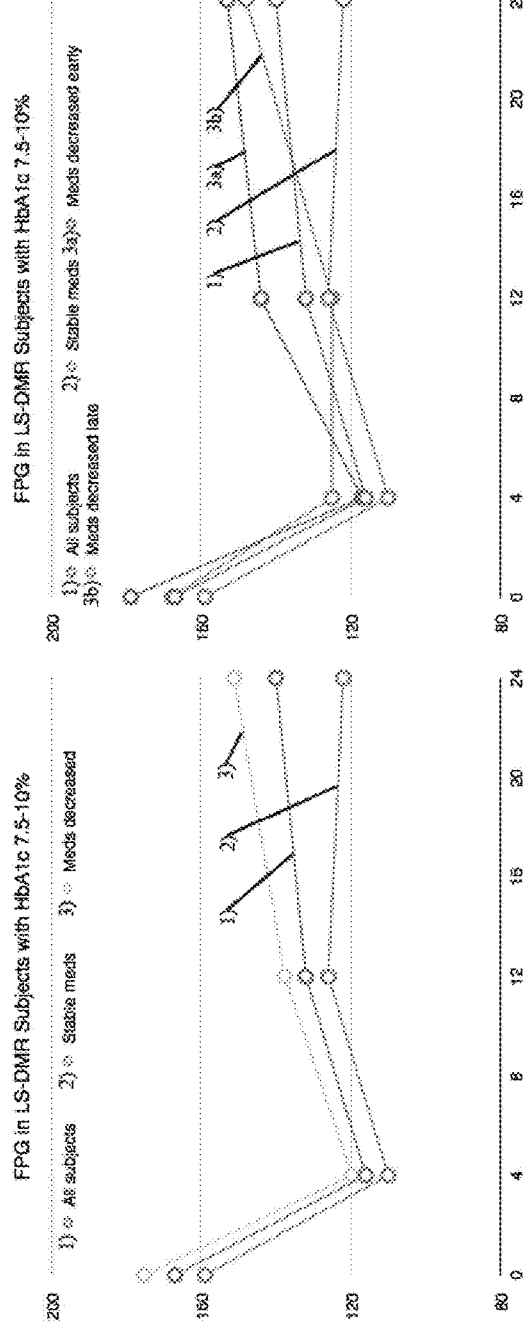 FPG in LS-DMR Subjects with HbA1c 7.5-10%
1) All subjects 2) Stable meds 3) Meds decreased
200
160
120
80
1)
2)
3)
0 4 8 12 16 20 24
FPG in LS-DMR Subjects with HbA1c 7.5-10%
1) All subjects 2) Stable meds 3a) Meds decreased early
3b) Meds decreased late
200
160
120
80
1)
2)
3a)
3b)
0 4 8 12 16 20